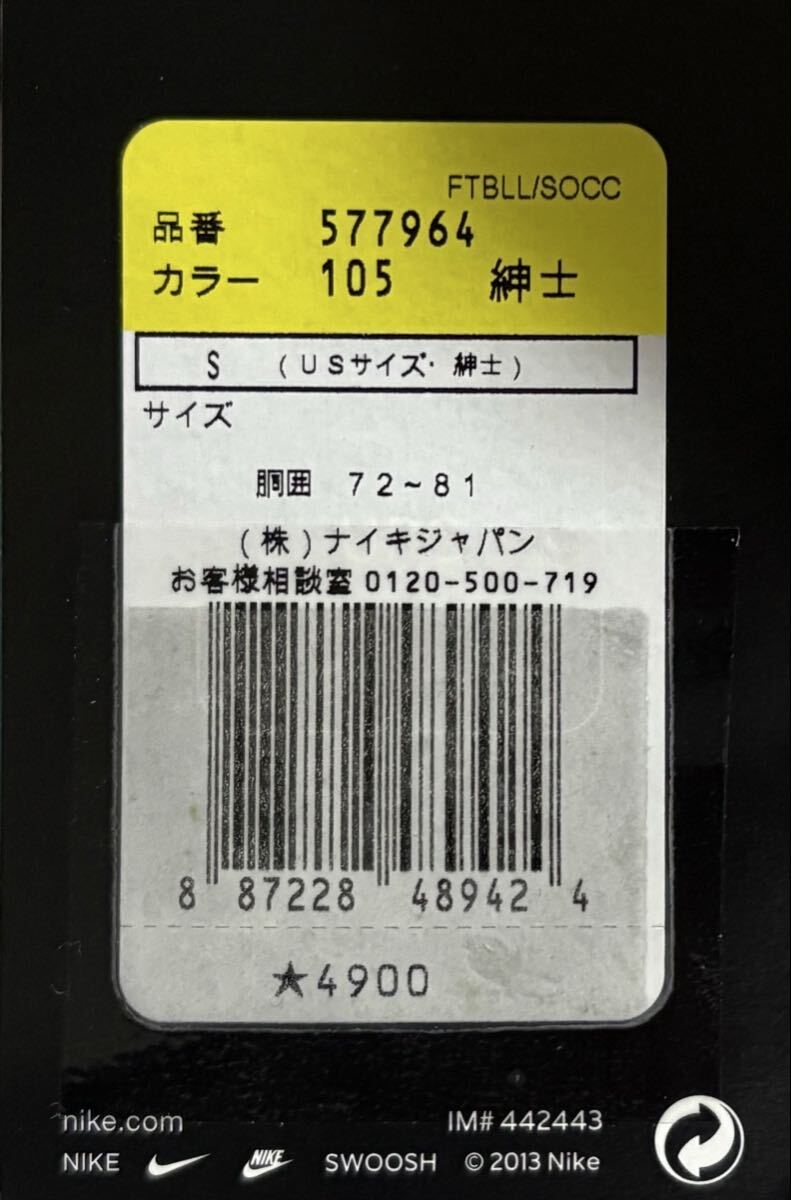 FTBLL/SOCC
品番 577964
カラー 105 紳士
S (USサイズ・紳士)
サイズ
胴囲 72~81
(株)ナイキジャパン
お客様相談室 0120-500-719
8 87228 48942 4
★4900
nike.com IM# 442443
NIKE NIKE SWOOSH © 2013 Nike